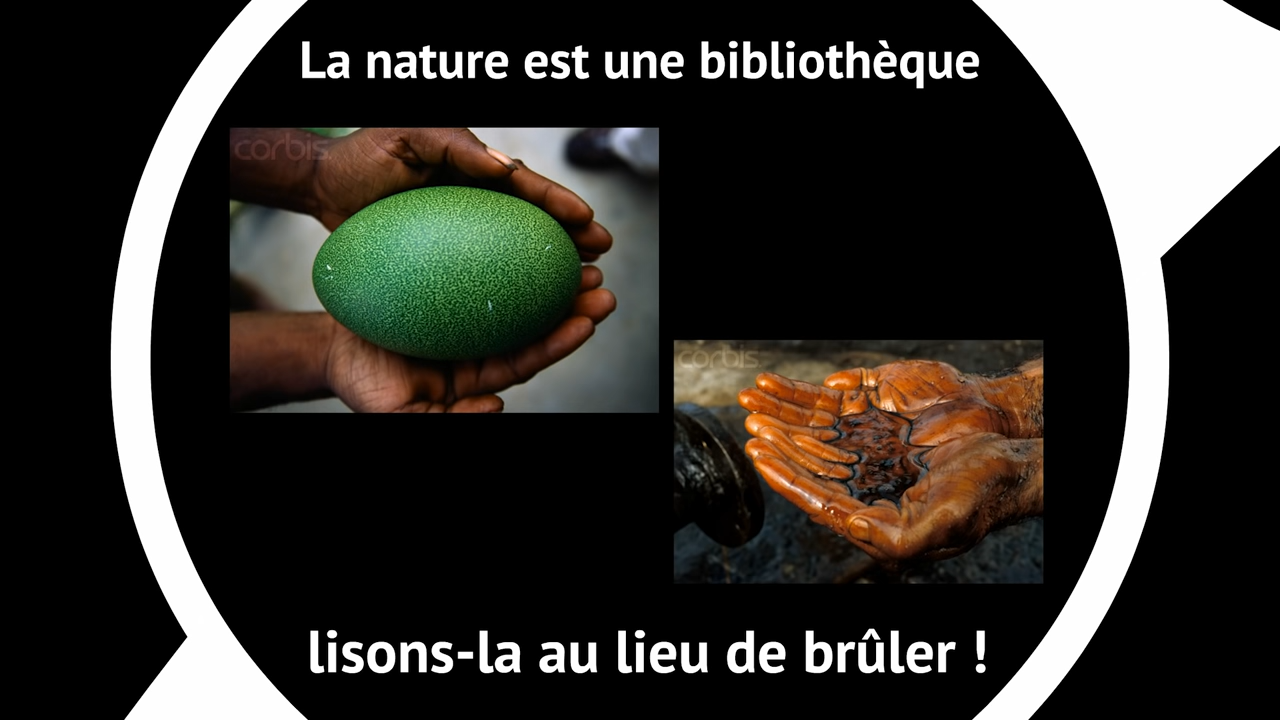 La nature est une bibliothèque
corbis
corbis
lisons-la au lieu de brûler !